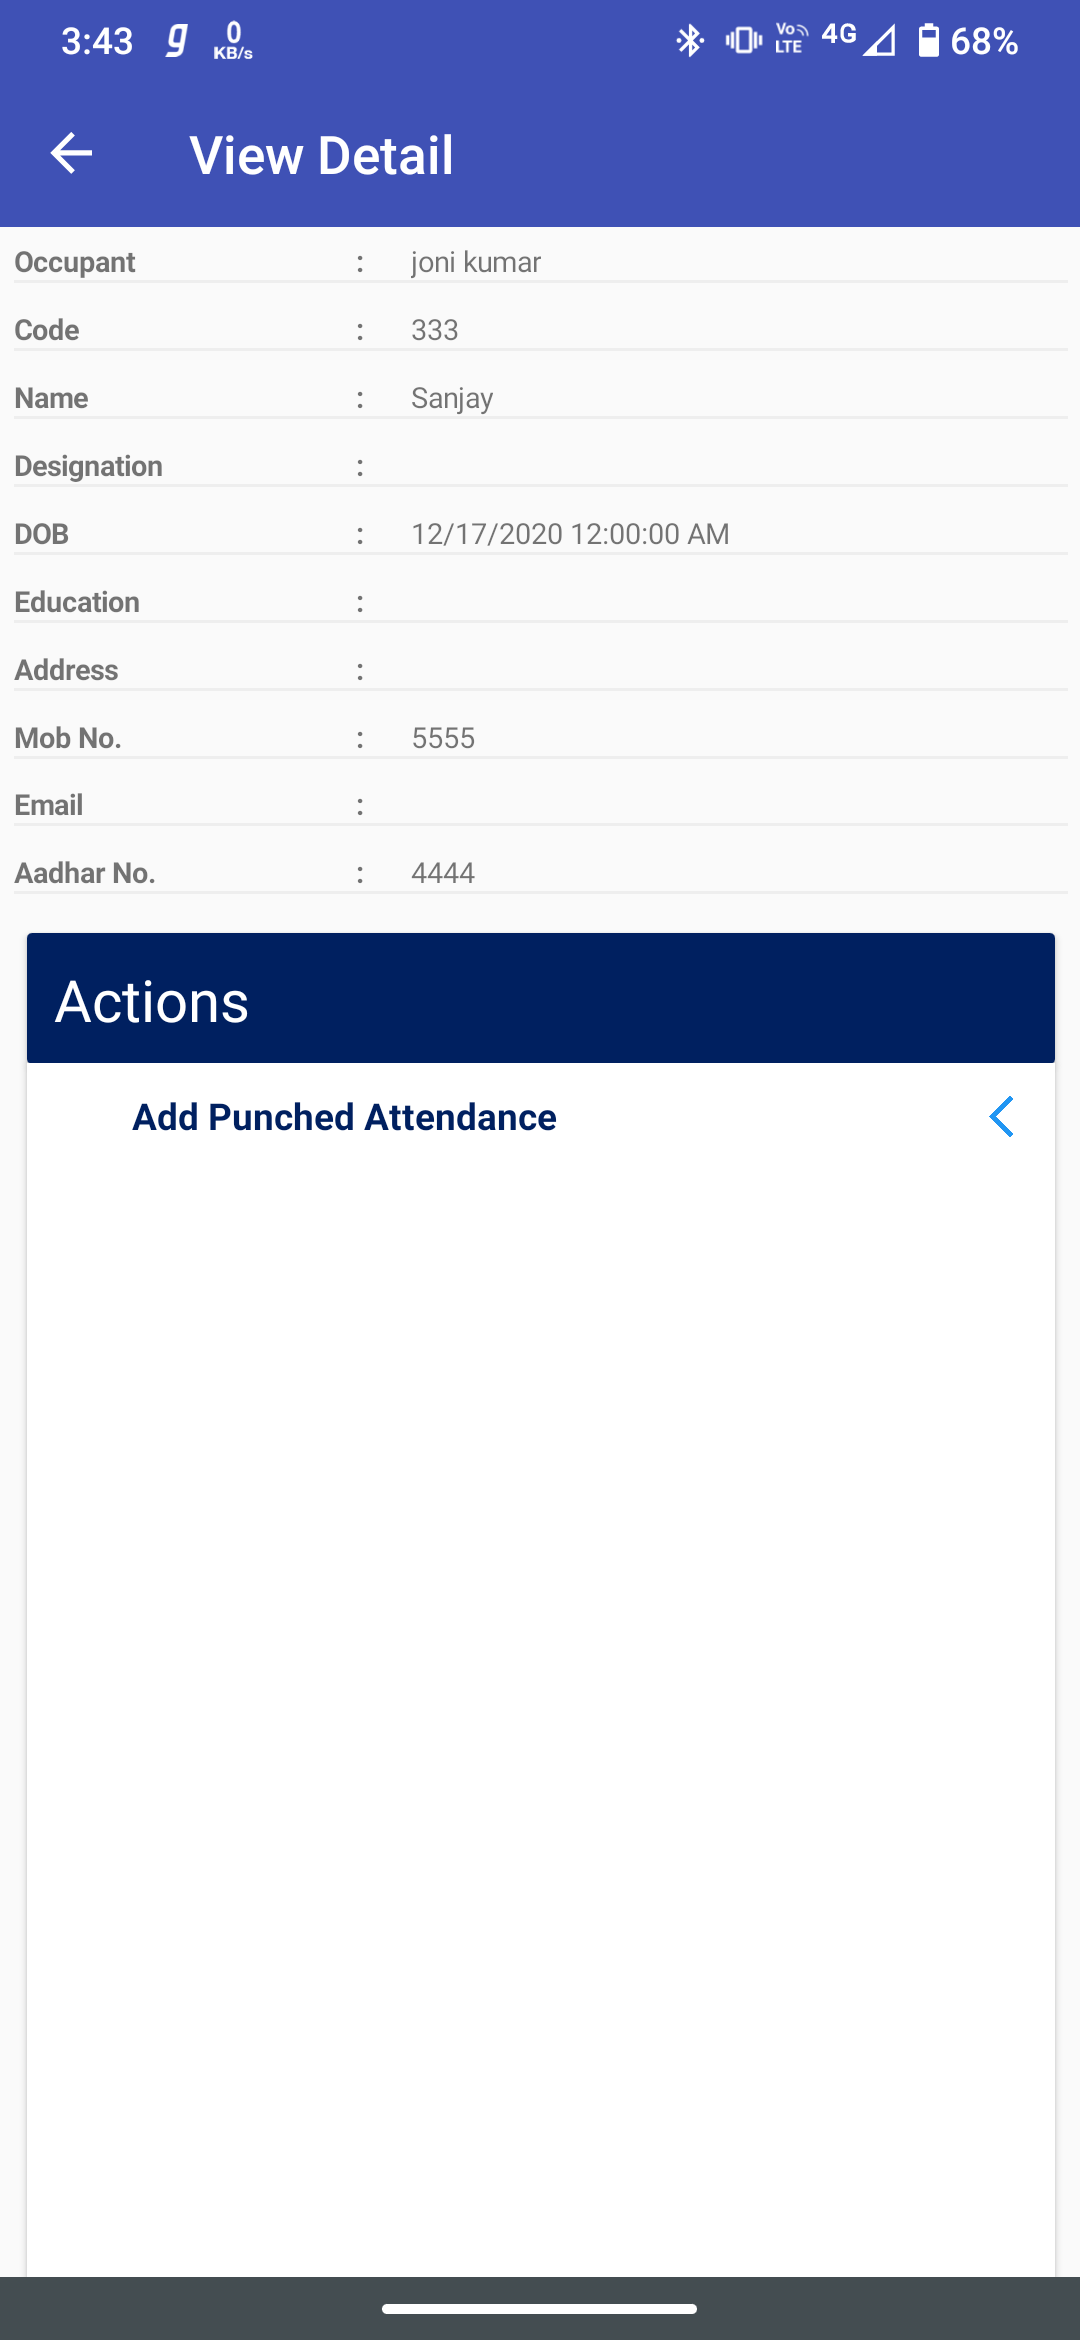 3:43 g 0 KB/s Vo LTE 4G 68%
View Detail
Occupant : joni kumar
Code : 333
Name : Sanjay
Designation :
DOB : 12/17/2020 12:00:00 AM
Education :
Address :
Mob No. : 5555
Email :
Aadhar No. : 4444
Actions
Add Punched Attendance